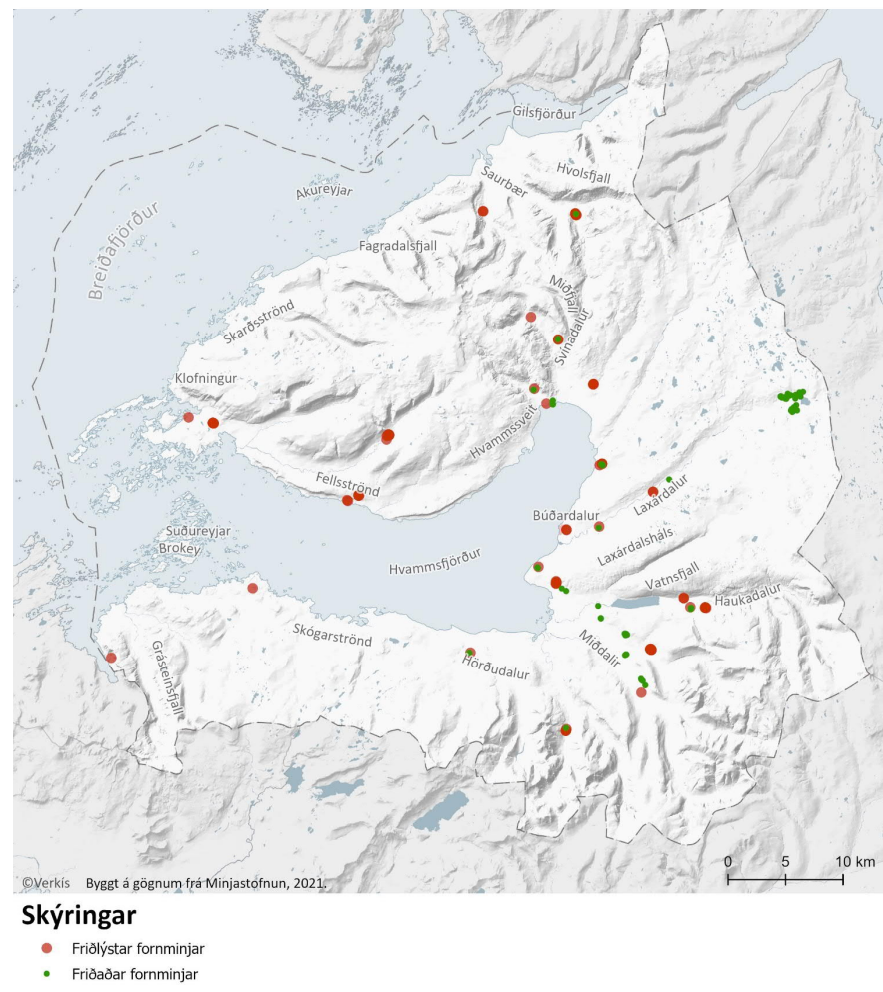 Gilsfjörður
Hvolsfjall
Saurbær
Akureyjar
Breiðafjörður
Fagradalsfjall
Miðfjall
Svínadalur
Skarðsströnd
Klofningur
Hvammssveit
Fellsströnd
Laxárdalur
Búðardalur
Suðureyjar
Brokey
Laxárdalsháls
Hvammsfjörður
Vatnsfjall
Haukadalur
Skógarströnd
Miðdalir
Grásteinsfjall
Hörðudalur
0 5 10 km
©Verkís Byggt á gögnum frá Minjastofnun, 2021.
Skýringar
Friðlýstar fornminjar
Friðaðar fornminjar